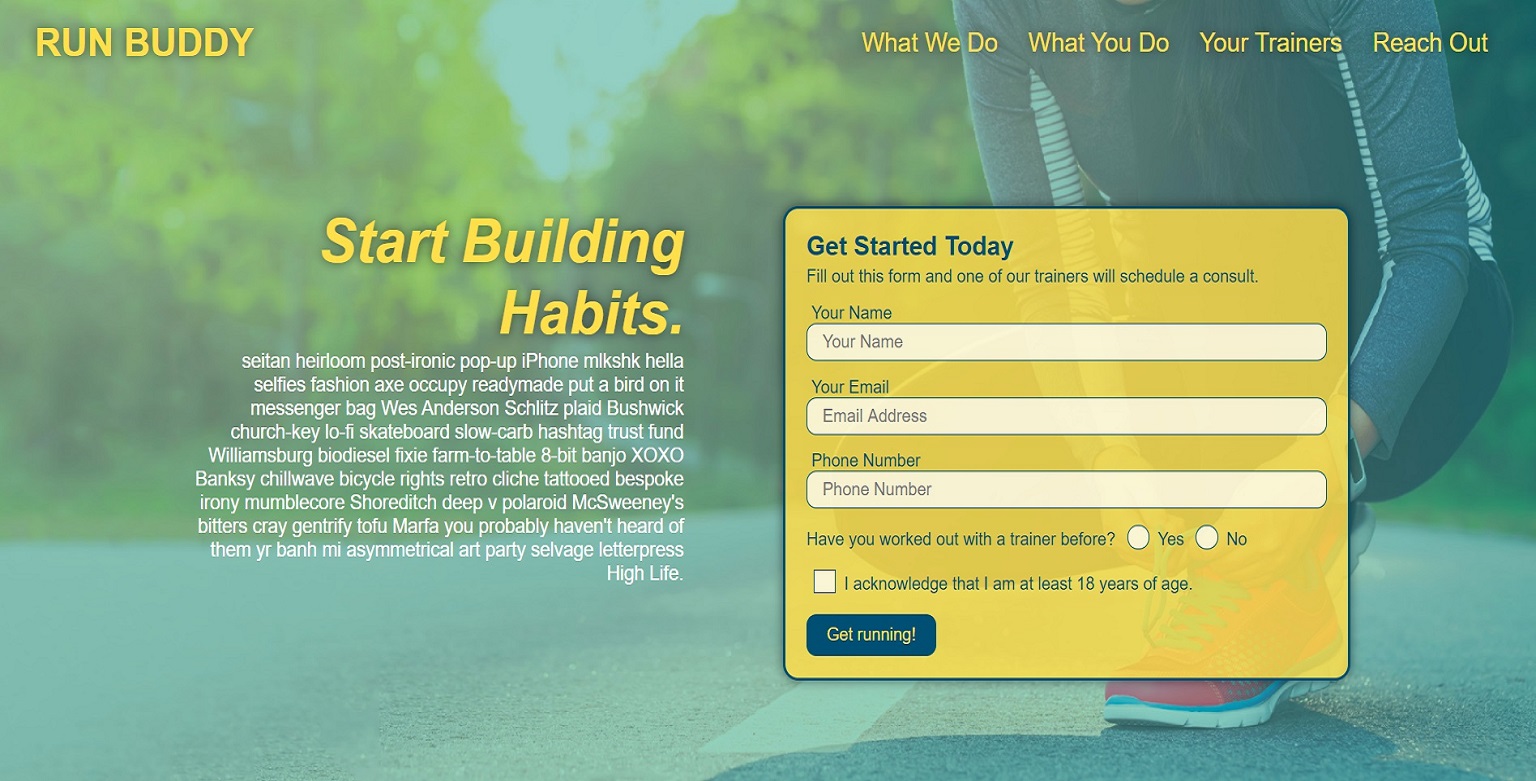 RUN BUDDY
What We Do What You Do Your Trainers Reach Out
Start Building
Habits.
seitan heirloom post-ironic pop-up iPhone mlkshk hella
selfies fashion axe occupy readymade put a bird on it
messenger bag Wes Anderson Schlitz plaid Bushwick
church-key lo-fi skateboard slow-carb hashtag trust fund
Williamsburg biodiesel fixie farm-to-table 8-bit banjo XOXO
Banksy chillwave bicycle rights retro cliche tattooed bespoke
irony mumblecore Shoreditch deep v polaroid McSweeney's
bitters cray gentrify tofu Marfa you probably haven't heard of
them yr banh mi asymmetrical art party selvage letterpress
High Life.
Get Started Today
Fill out this form and one of our trainers will schedule a consult.
Your Name
Your Name
Your Email
Email Address
Phone Number
Phone Number
Have you worked out with a trainer before? Yes No
I acknowledge that I am at least 18 years of age.
Get running!